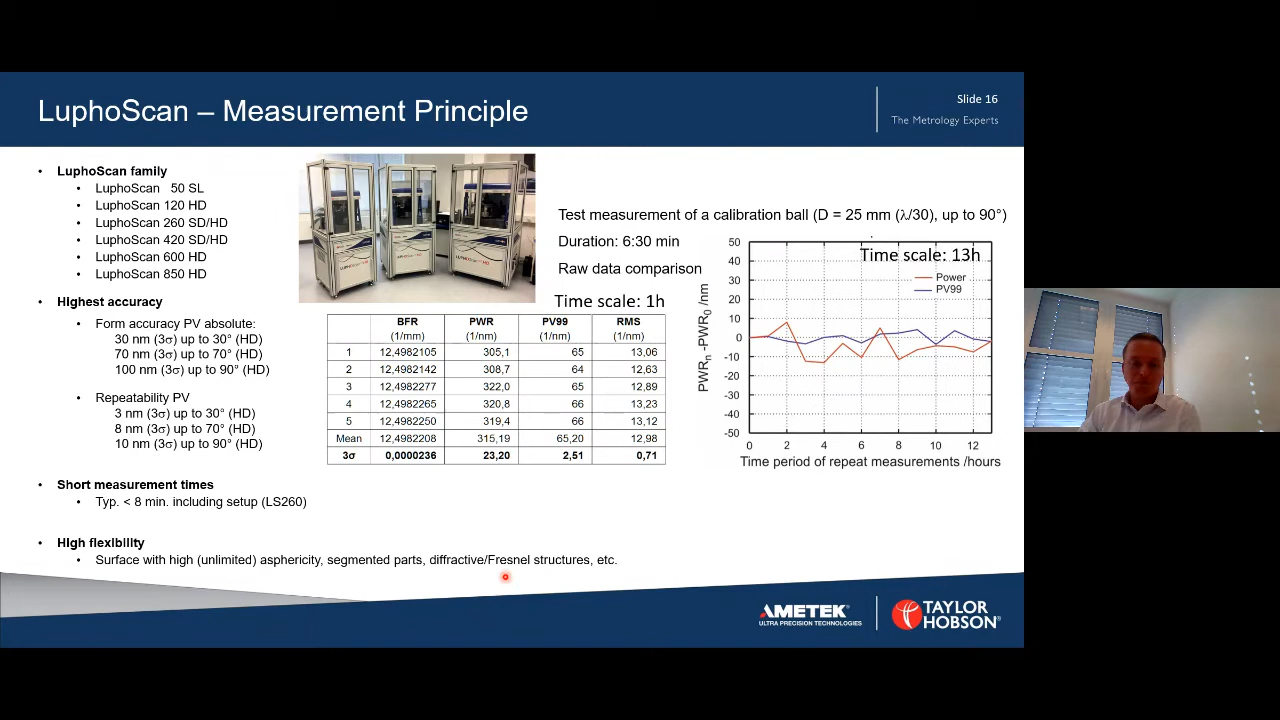 LuphoScan – Measurement Principle
Slide 16
The Metrology Experts
• LuphoScan family
• LuphoScan 50 SL
• LuphoScan 120 HD
• LuphoScan 260 SD/HD
• LuphoScan 420 SD/HD
• LuphoScan 600 HD
• LuphoScan 850 HD
• Highest accuracy
• Form accuracy PV absolute:
30 nm (3σ) up to 30° (HD)
70 nm (3σ) up to 70° (HD)
100 nm (3σ) up to 90° (HD)
• Repeatability PV
3 nm (3σ) up to 30° (HD)
8 nm (3σ) up to 70° (HD)
10 nm (3σ) up to 90° (HD)
• Short measurement times
• Typ. < 8 min. including setup (LS260)
• High flexibility
• Surface with high (unlimited) asphericity, segmented parts, diffractive/Fresnel structures, etc.
Test measurement of a calibration ball (D = 25 mm (λ/30), up to 90°)
Duration: 6:30 min
Raw data comparison
Time scale: 1h
BFR PWR PV99 RMS
(1/mm) (1/nm) (1/nm) (1/nm)
1 12,4982105 305,1 65 13,06
2 12,4982142 308,7 64 12,63
3 12,4982277 322,0 65 12,89
4 12,4982265 320,8 66 13,23
5 12,4982250 319,4 66 13,12
Mean 12,4982208 315,19 65,20 12,98
3σ 0,0000236 23,20 2,51 0,71
Time scale: 13h
Power
PV99
PWRn -PWR0 /nm
50
40
30
20
10
0
-10
-20
-30
-40
-50
0 2 4 6 8 10 12
Time period of repeat measurements /hours
AMETEK®
ULTRA PRECISION TECHNOLOGIES
TAYLOR
HOBSON®